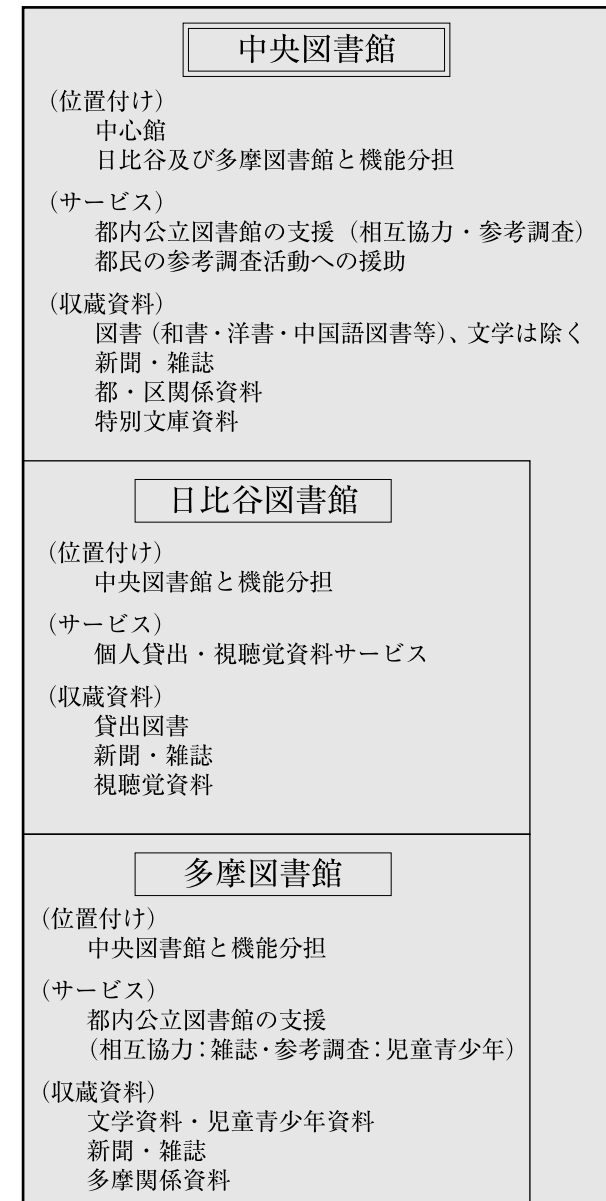 中央図書館
（位置付け）
中心館
日比谷及び多摩図書館と機能分担
（サービス）
都内公立図書館の支援（相互協力・参考調査）
都民の参考調査活動への援助
（収蔵資料）
図書（和書・洋書・中国語図書等）、文学は除く
新聞・雑誌
都・区関係資料
特別文庫資料
日比谷図書館
（位置付け）
中央図書館と機能分担
（サービス）
個人貸出・視聴覚資料サービス
（収蔵資料）
貸出図書
新聞・雑誌
視聴覚資料
多摩図書館
（位置付け）
中央図書館と機能分担
（サービス）
都内公立図書館の支援
（相互協力：雑誌・参考調査：児童青少年）
（収蔵資料）
文学資料・児童青少年資料
新聞・雑誌
多摩関係資料